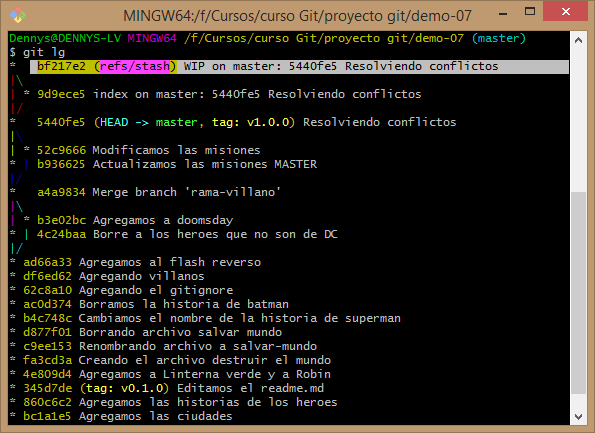 MINGW64:/f/Cursos/curso Git/proyecto git/demo-07
Dennys@DENNYS-LV MINGW64 /f/Cursos/curso Git/proyecto git/demo-07 (master)
$ git lg
*   bf217e2 (refs/stash) WIP on master: 5440fe5 Resolviendo conflictos
|\
| * 9d9ece5 index on master: 5440fe5 Resolviendo conflictos
|/
*   5440fe5 (HEAD -> master, tag: v1.0.0) Resolviendo conflictos
|\
| * 52c9666 Modificamos las misiones
* | b936625 Actualizamos las misiones MASTER
|/
*   a4a9834 Merge branch 'rama-villano'
|\
| * b3e02bc Agregamos a doomsday
* | 4c24baa Borre a los heroes que no son de DC
|/
* ad66a33 Agregamos al flash reverso
* df6ed62 Agregando villanos
* 62c8a10 Agregando el gitignore
* ac0d374 Borramos la historia de batman
* b4c748c Cambiamos el nombre de la historia de superman
* d877f01 Borrando archivo salvar mundo
* c9ee153 Renombrando archivo a salvar-mundo
* fa3cd3a Creando el archivo destruir el mundo
* 4e809d4 Agregamos a Linterna verde y a Robin
* 345d7de (tag: v0.1.0) Editamos el readme.md
* 860c6c2 Agregamos las historias de los heroes
* bc1a1e5 Agregamos las ciudades